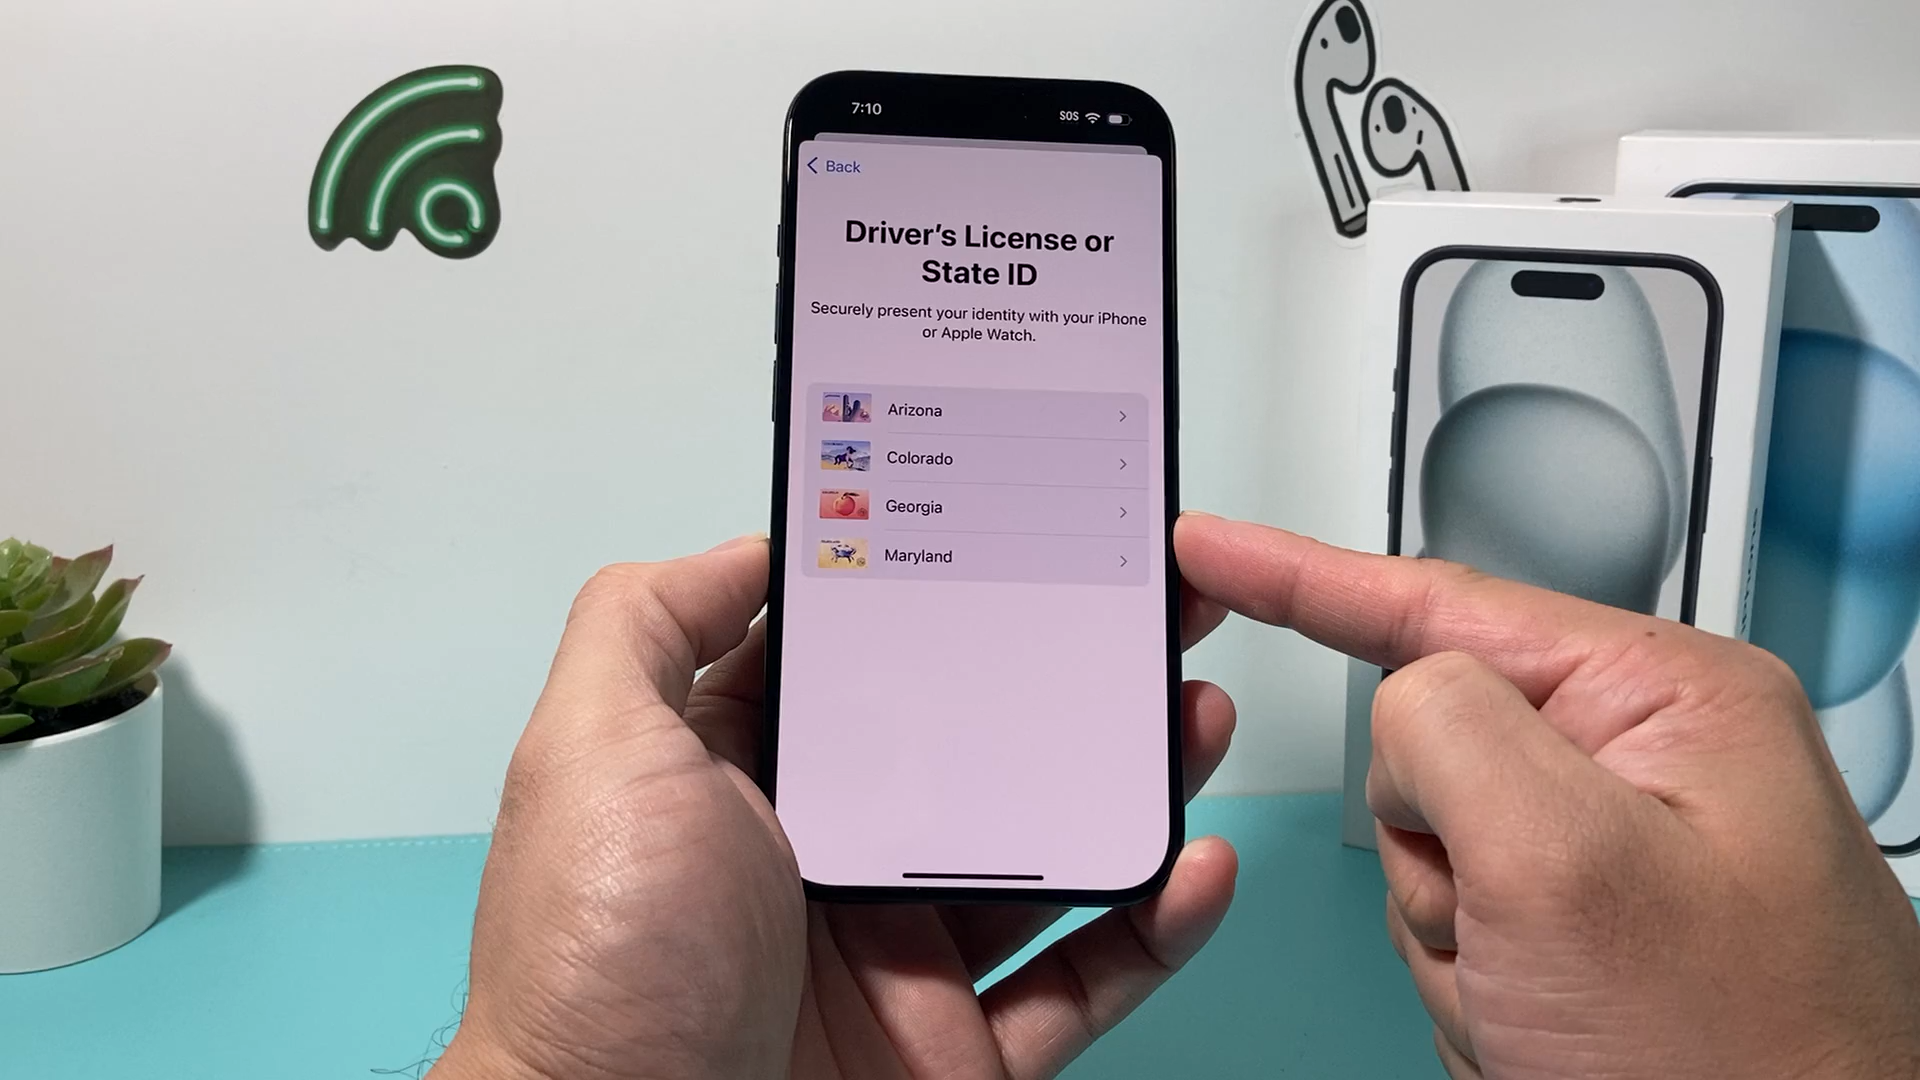 7:10
SOS
Back
Driver's License or
State ID
Securely present your identity with your iPhone
or Apple Watch.
Arizona
Colorado
Georgia
Maryland
iPhone